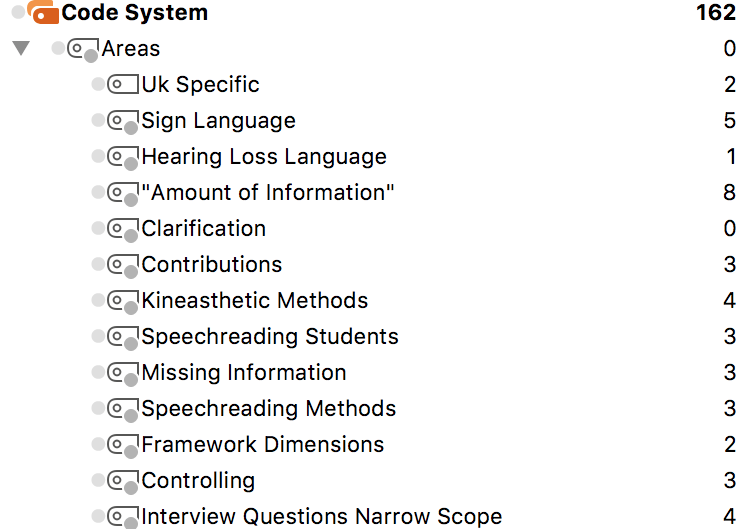 Code System 162
Areas 0
Uk Specific 2
Sign Language 5
Hearing Loss Language 1
"Amount of Information" 8
Clarification 0
Contributions 3
Kineasthetic Methods 4
Speechreading Students 3
Missing Information 3
Speechreading Methods 3
Framework Dimensions 2
Controlling 3
Interview Questions Narrow Scope 4